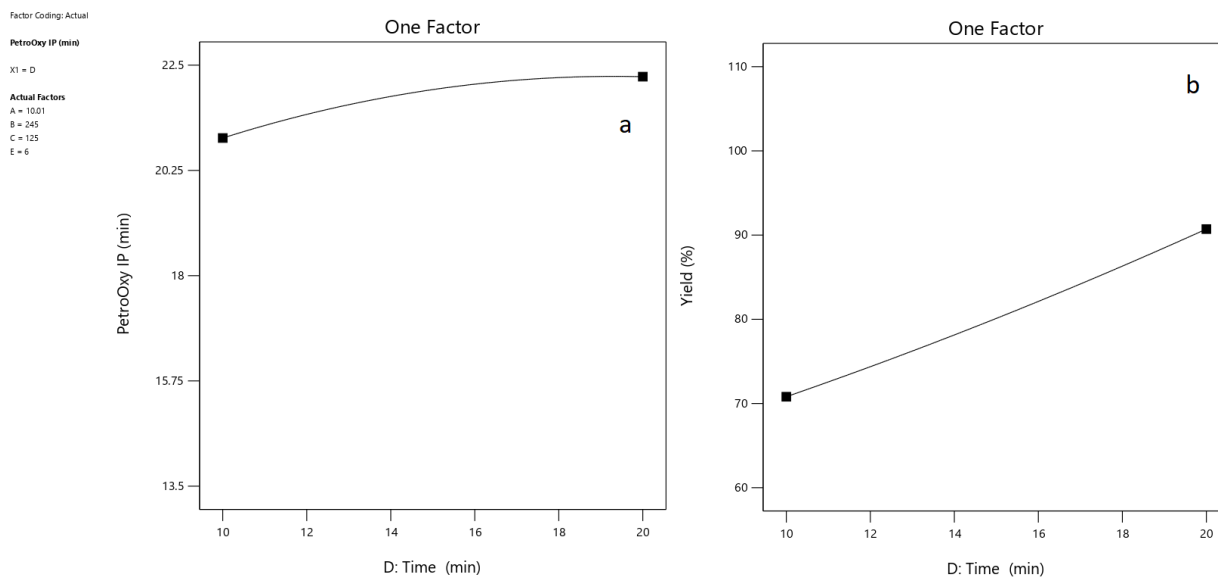 Factor Coding: Actual
PetroOxy IP (min)
X1 = D
Actual Factors
A = 10.01
B = 245
C = 125
E = 6
One Factor
22.5
20.25
18
15.75
13.5
PetroOxy IP (min)
a
10 12 14 16 18 20
D: Time (min)
One Factor
110
100
90
80
70
60
Yield (%)
b
10 12 14 16 18 20
D: Time (min)